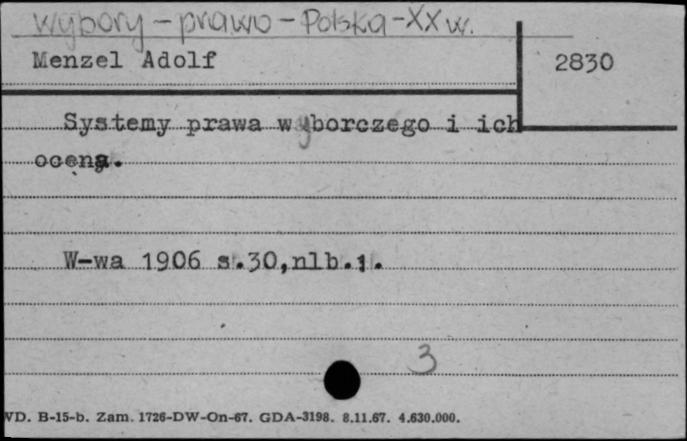 wybory - prawo - Polska - XX w.
Menzel Adolf
2830
Systemy prawa wyborczego i ich
ocena.
W-wa 1906 s.30,nlb.1.
3
VD. B-15-b. Zam. 1726-DW-On-67. GDA-3198. 8.11.67. 4.630.000.